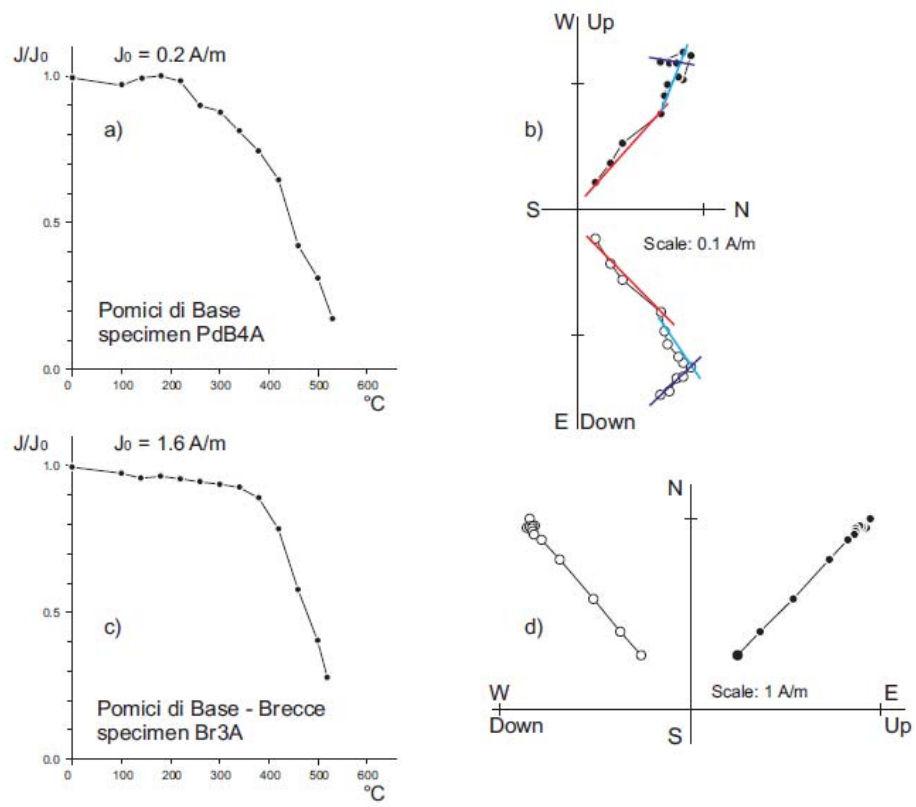 J/J₀ J₀ = 0.2 A/m
1.0
a)
0.5
Pomici di Base
specimen PdB4A
0.0
0 100 200 300 400 500 600
°C
W Up
b)
S N
Scale: 0.1 A/m
E Down
J/J₀ J₀ = 1.6 A/m
1.0
0.5
c)
Pomici di Base - Brecce
specimen Br3A
0.0
0 100 200 300 400 500 600
°C
N
d)
W Scale: 1 A/m E
Down S Up